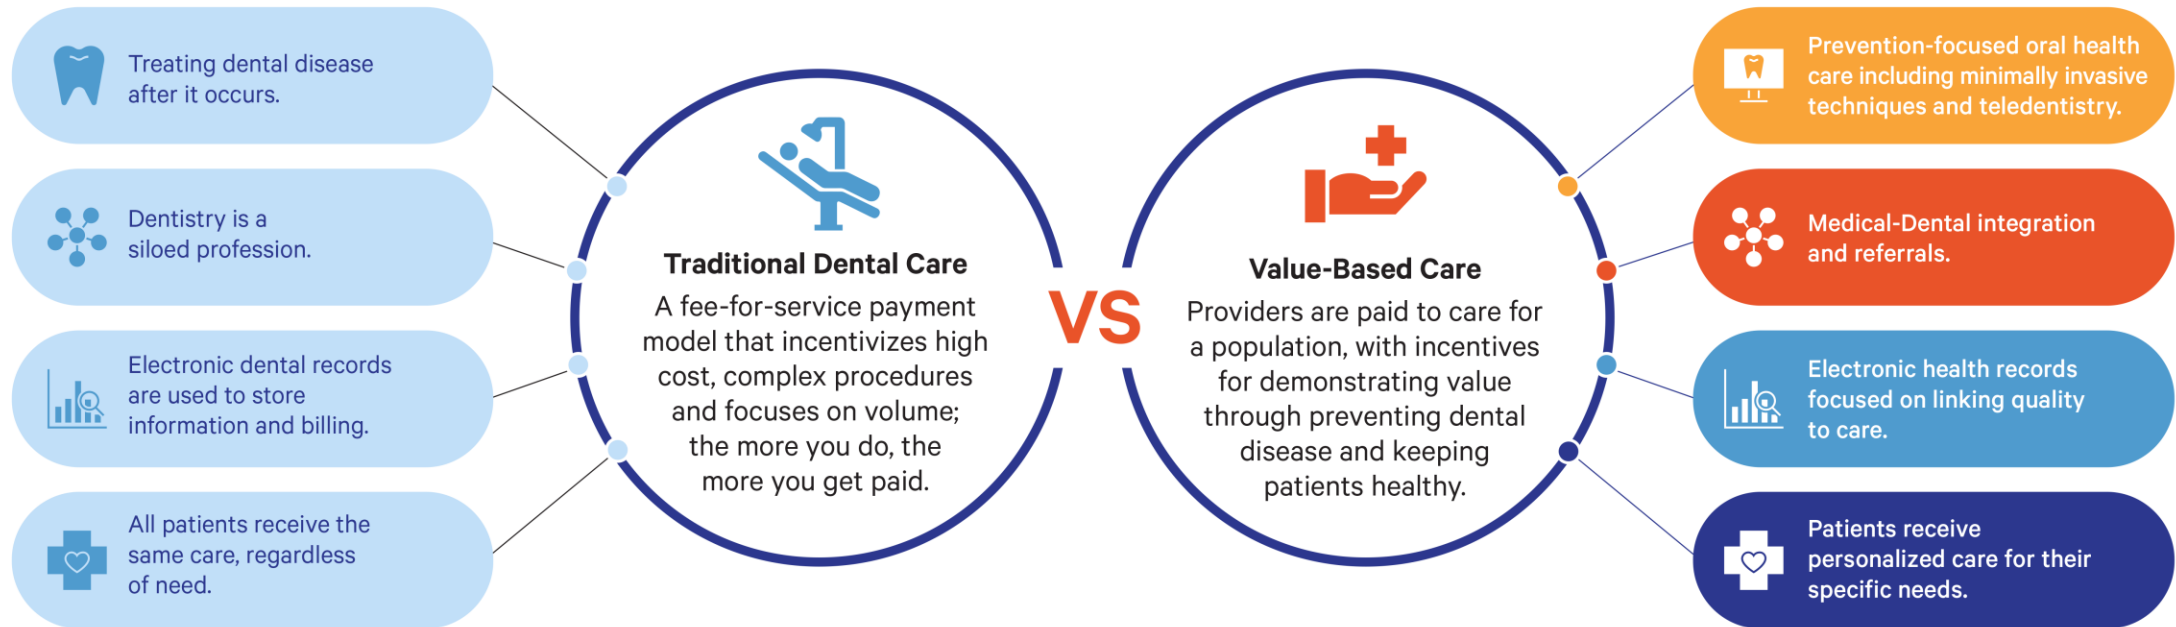 Treating dental disease
after it occurs.
Dentistry is a
siloed profession.
Electronic dental records
are used to store
information and billing.
All patients receive the
same care, regardless
of need.
Traditional Dental Care
A fee-for-service payment
model that incentivizes high
cost, complex procedures
and focuses on volume;
the more you do, the
more you get paid.
VS
Value-Based Care
Providers are paid to care for
a population, with incentives
for demonstrating value
through preventing dental
disease and keeping
patients healthy.
Prevention-focused oral health
care including minimally invasive
techniques and teledentistry.
Medical-Dental integration
and referrals.
Electronic health records
focused on linking quality
to care.
Patients receive
personalized care for their
specific needs.